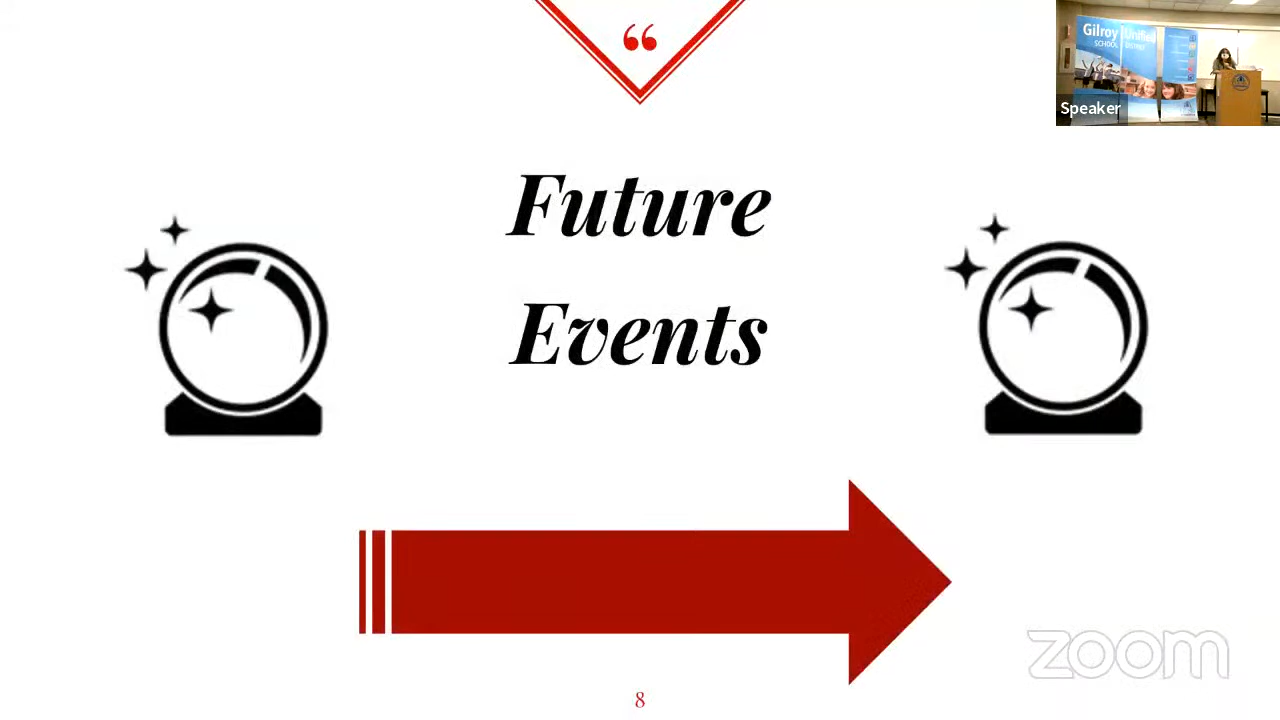 “
Gilroy Unified
SCHOOL DISTRICT
Speaker
Future
Events
zoom
8